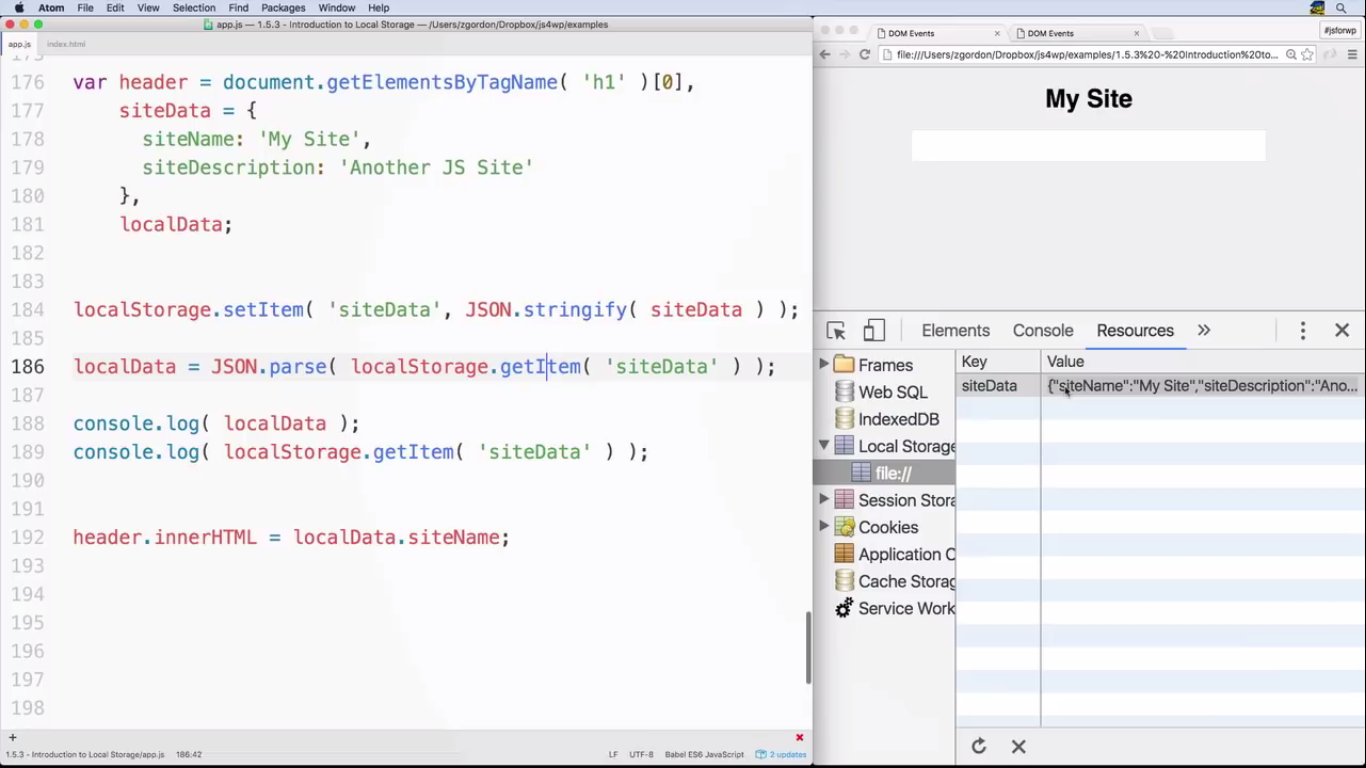 Atom File Edit View Selection Find Packages Window Help
app.js — 1.5.3 - Introduction to Local Storage — /Users/zgordon/Dropbox/js4wp/examples
app.js index.html
175
176 var header = document.getElementsByTagName( 'h1' )[0],
177 siteData = {
178 siteName: 'My Site',
179 siteDescription: 'Another JS Site'
180 },
181 localData;
182
183
184 localStorage.setItem( 'siteData', JSON.stringify( siteData ) );
185
186 localData = JSON.parse( localStorage.getItem( 'siteData' ) );
187
188 console.log( localData );
189 console.log( localStorage.getItem( 'siteData' ) );
190
191
192 header.innerHTML = localData.siteName;
193
194
195
196
197
198
1.5.3 - Introduction to Local Storage/app.js 186:42 LF UTF-8 Babel ES6 JavaScript 2 updates
DOM Events DOM Events #jsforwp
file:///Users/zgordon/Dropbox/js4wp/examples/1.5.3%20-%20Introduction%20to...
My Site
Elements Console Resources
Frames
Web SQL
IndexedDB
Local Storage
file://
Session Stora
Cookies
Application C
Cache Storag
Service Work
Key Value
siteData {"siteName":"My Site","siteDescription":"Ano...